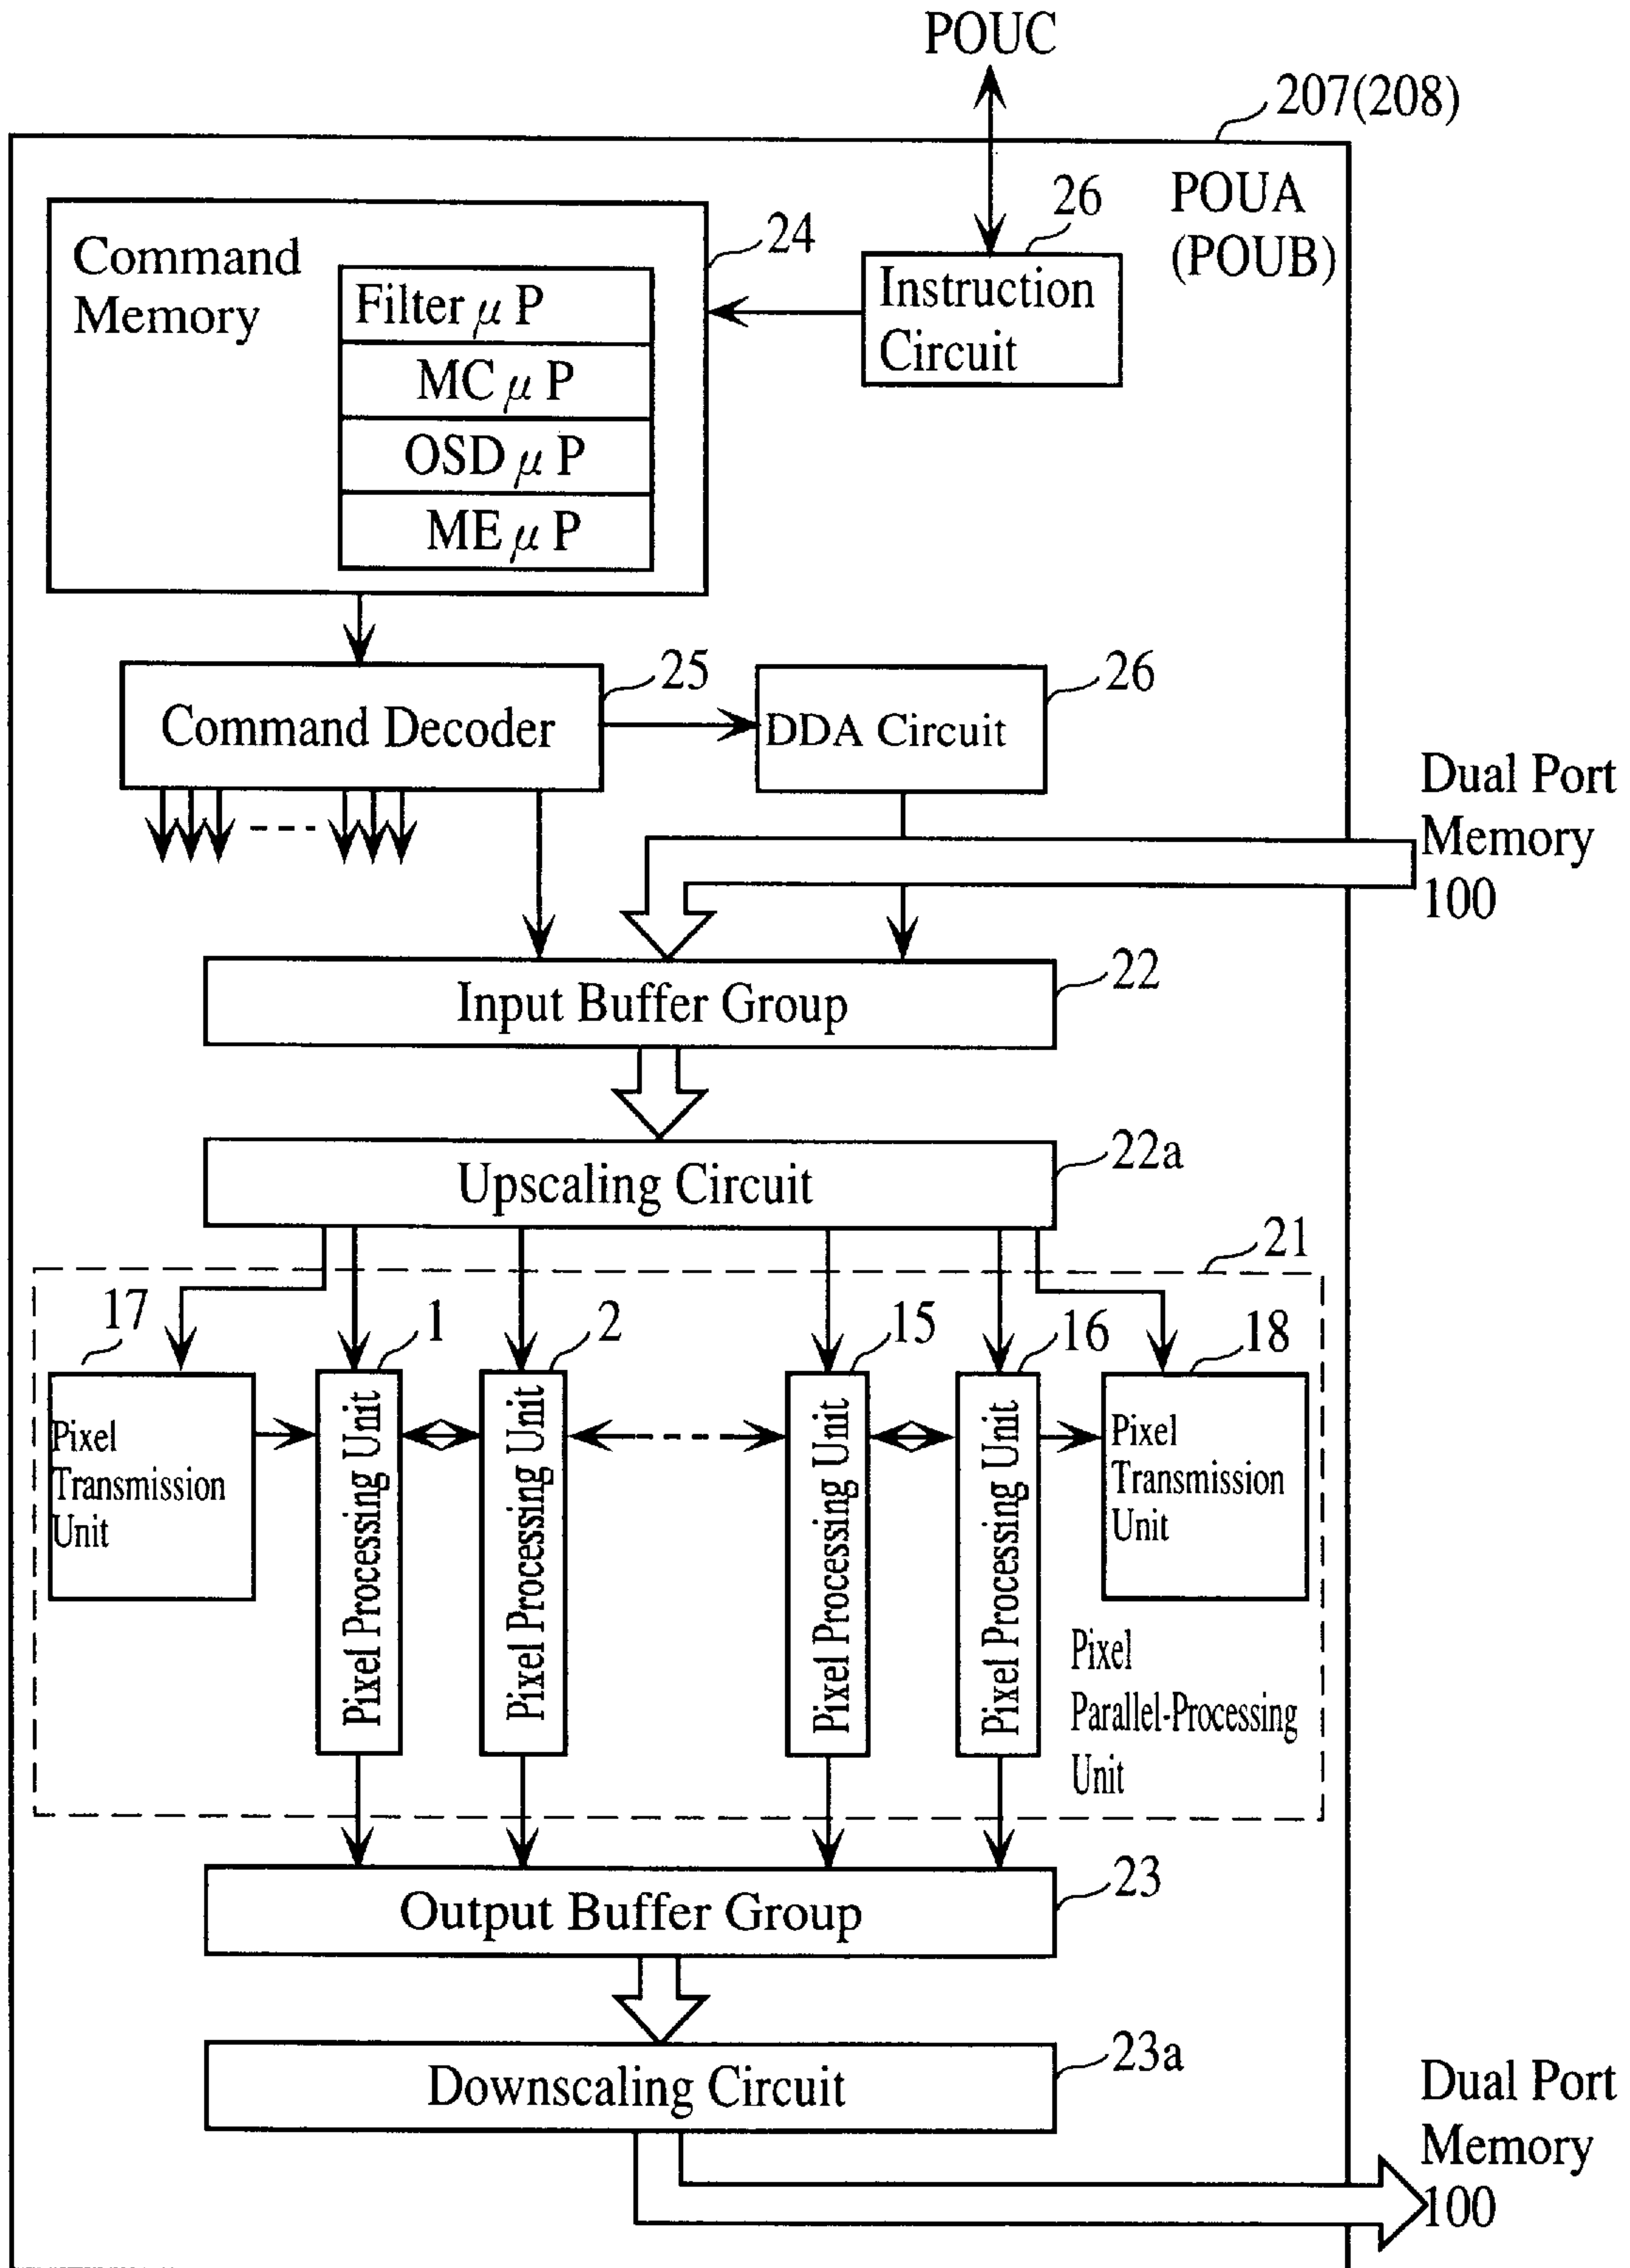 POUC
207(208)
POUA
(POUB)
Command
Memory
24
26
Instruction
Circuit
Filter μ P
MC μ P
OSD μ P
ME μ P
25
Command Decoder
26
DDA Circuit
Dual Port
Memory
100
Input Buffer Group
22
Upscaling Circuit
22a
21
17
1
2
15
16
18
Pixel
Transmission
Unit
Pixel Processing Unit
Pixel Processing Unit
Pixel Processing Unit
Pixel Processing Unit
Pixel
Transmission
Unit
Pixel
Parallel-Processing
Unit
Output Buffer Group
23
Downscaling Circuit
23a
Dual Port
Memory
100